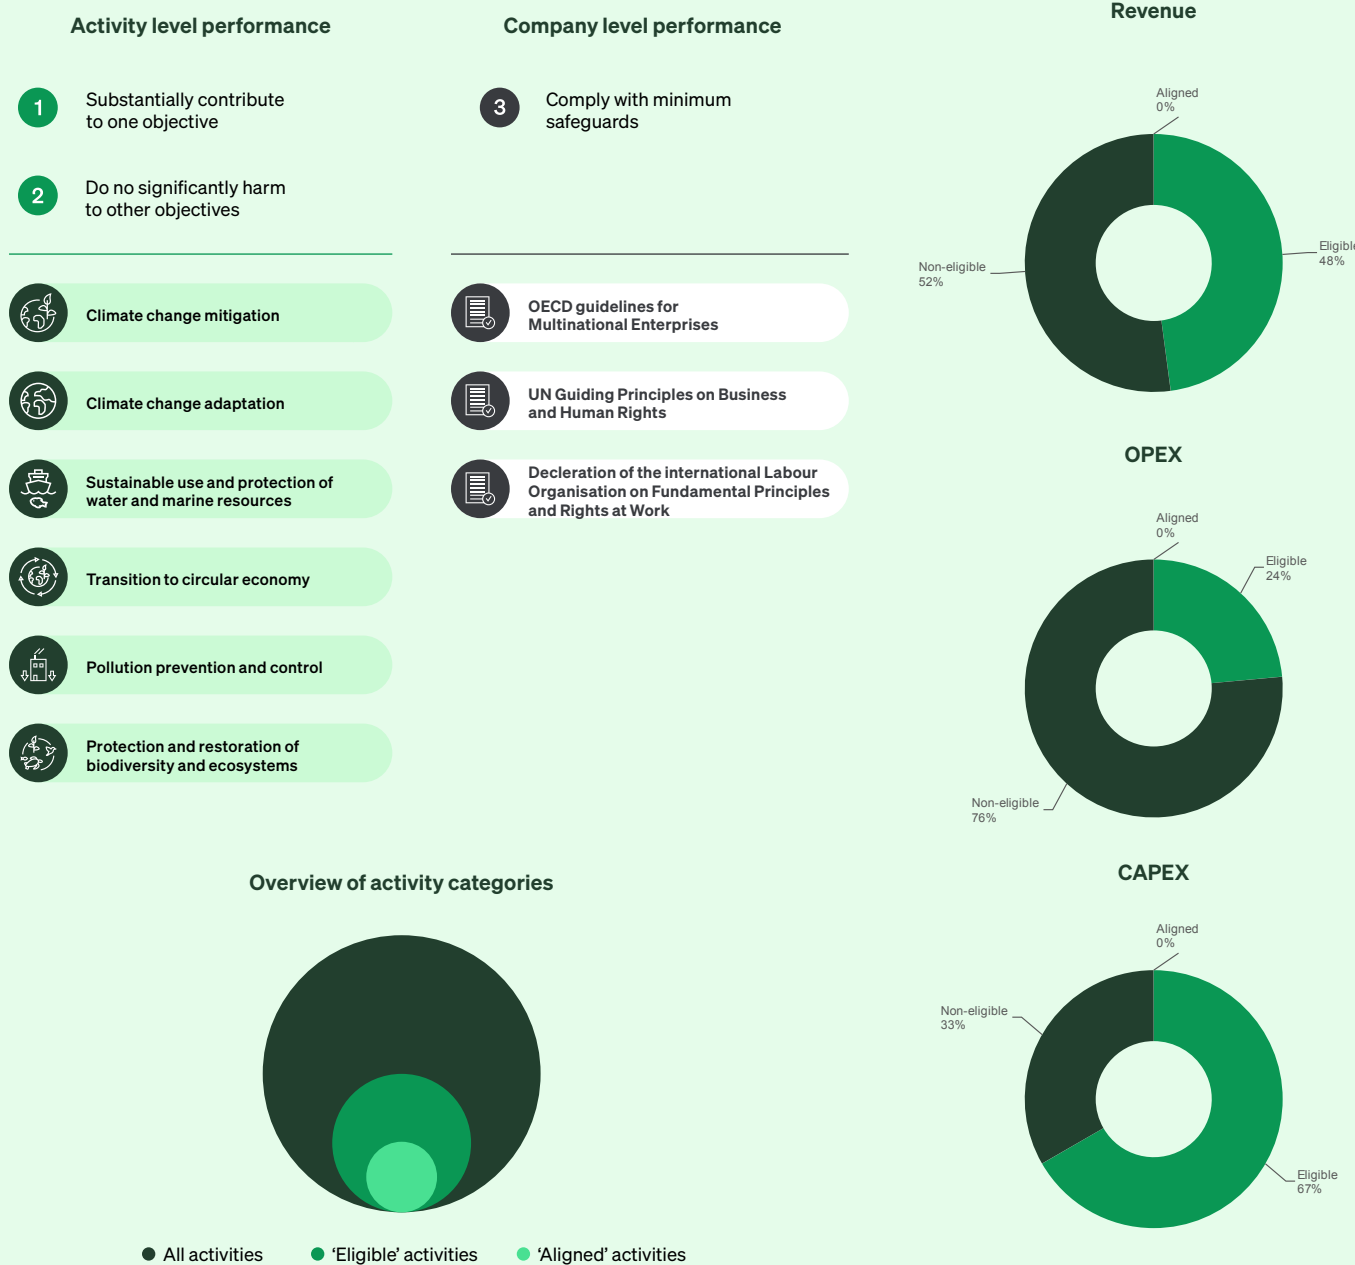 Activity level performance
1
Substantially contribute
to one objective
2
Do no significantly harm
to other objectives
Climate change mitigation
Climate change adaptation
Sustainable use and protection of
water and marine resources
Transition to circular economy
Pollution prevention and control
Protection and restoration of
biodiversity and ecosystems
Company level performance
3
Comply with minimum
safeguards
OECD guidelines for
Multinational Enterprises
UN Guiding Principles on Business
and Human Rights
Decleration of the international Labour
Organisation on Fundamental Principles
and Rights at Work
Overview of activity categories
All activities
‘Eligible’ activities
‘Aligned’ activities
Revenue
Aligned
0%
Eligible
48%
Non-eligible
52%
OPEX
Aligned
0%
Eligible
24%
Non-eligible
76%
CAPEX
Aligned
0%
Non-eligible
33%
Eligible
67%